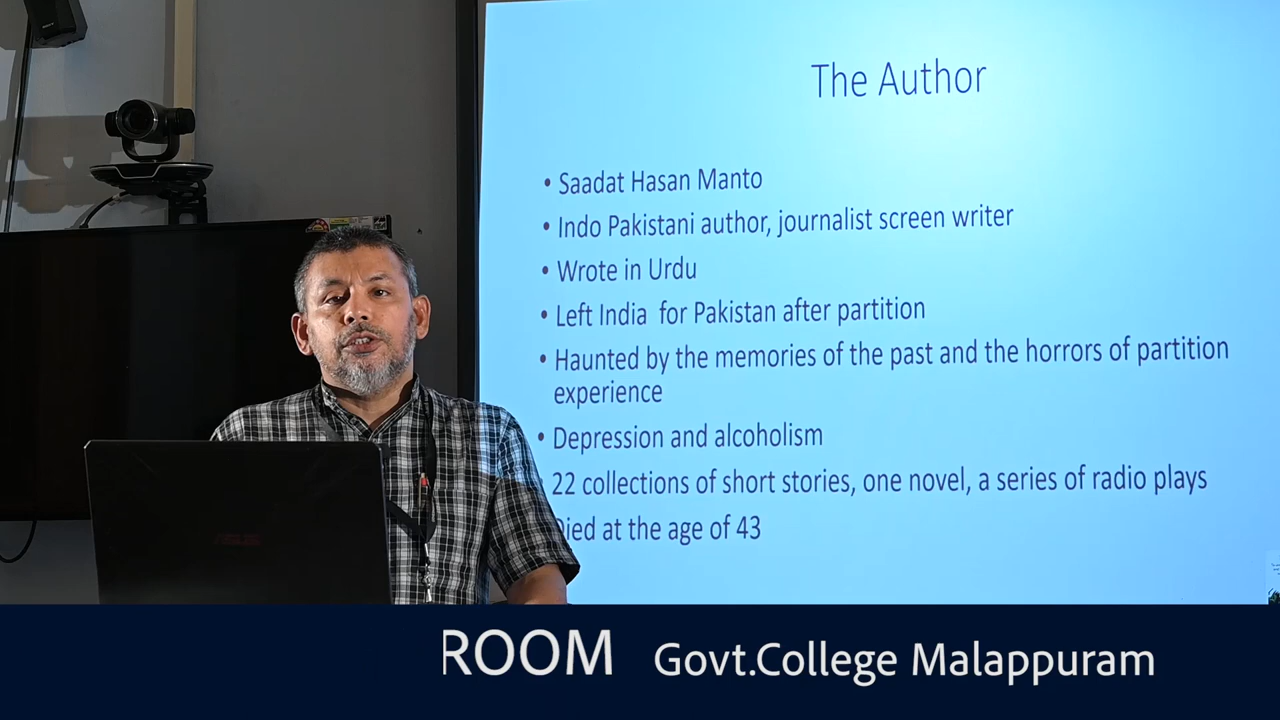 The Author
• Saadat Hasan Manto
• Indo Pakistani author, journalist screen writer
• Wrote in Urdu
• Left India for Pakistan after partition
• Haunted by the memories of the past and the horrors of partition
experience
• Depression and alcoholism
22 collections of short stories, one novel, a series of radio plays
Died at the age of 43
ASUS
ROOM Govt.College Malappuram